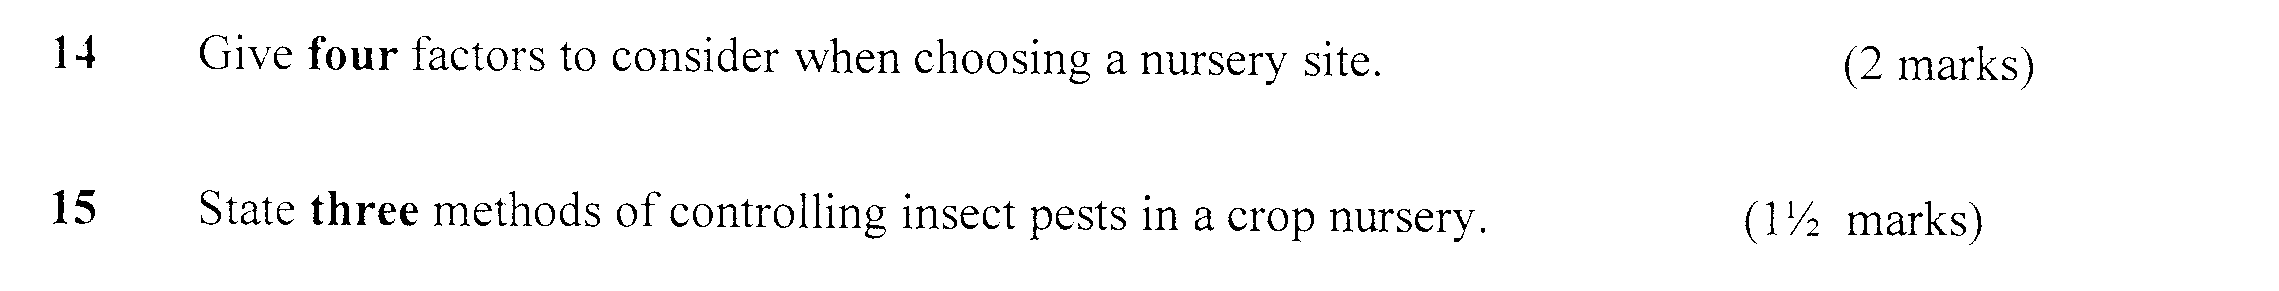 14 Give four factors to consider when choosing a nursery site. (2 marks)
15 State three methods of controlling insect pests in a crop nursery. (1½ marks)